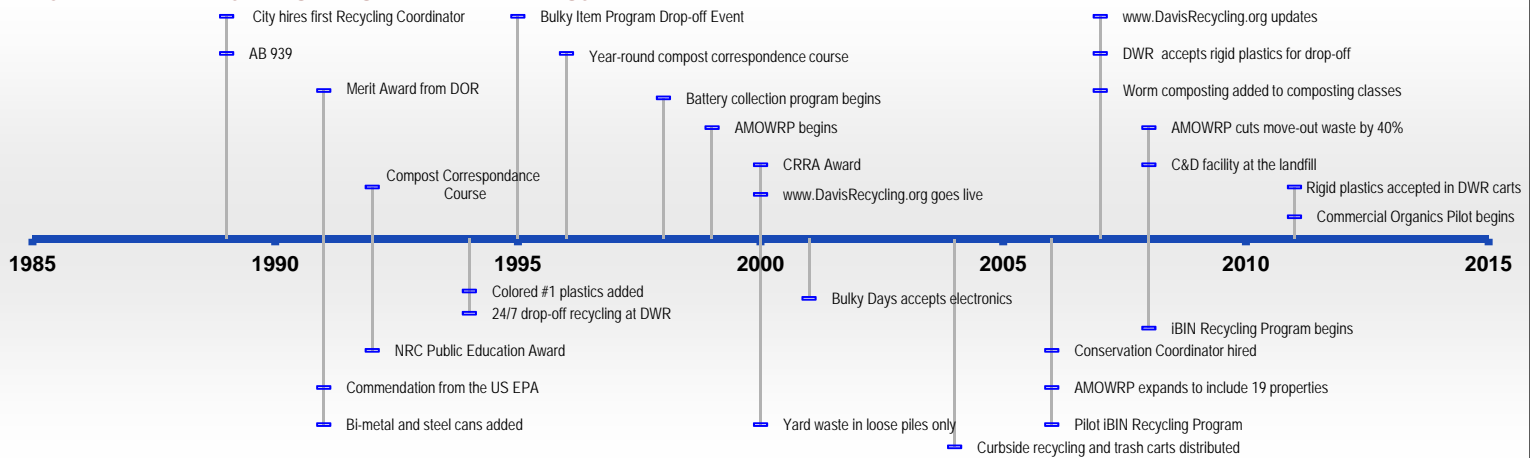 City hires first Recycling Coordinator
Bulky Item Program Drop-off Event
www.DavisRecycling.org updates
AB 939
Year-round compost correspondence course
DWR accepts rigid plastics for drop-off
Merit Award from DOR
Battery collection program begins
Worm composting added to composting classes
AMOWRP begins
AMOWRP cuts move-out waste by 40%
CRRA Award
C&D facility at the landfill
Compost Correspondance
Course
www.DavisRecycling.org goes live
Rigid plastics accepted in DWR carts
Commercial Organics Pilot begins
1985 1990 1995 2000 2005 2010 2015
Colored #1 plastics added
Bulky Days accepts electronics
24/7 drop-off recycling at DWR
iBIN Recycling Program begins
NRC Public Education Award
Conservation Coordinator hired
Commendation from the US EPA
AMOWRP expands to include 19 properties
Bi-metal and steel cans added
Yard waste in loose piles only
Pilot iBIN Recycling Program
Curbside recycling and trash carts distributed